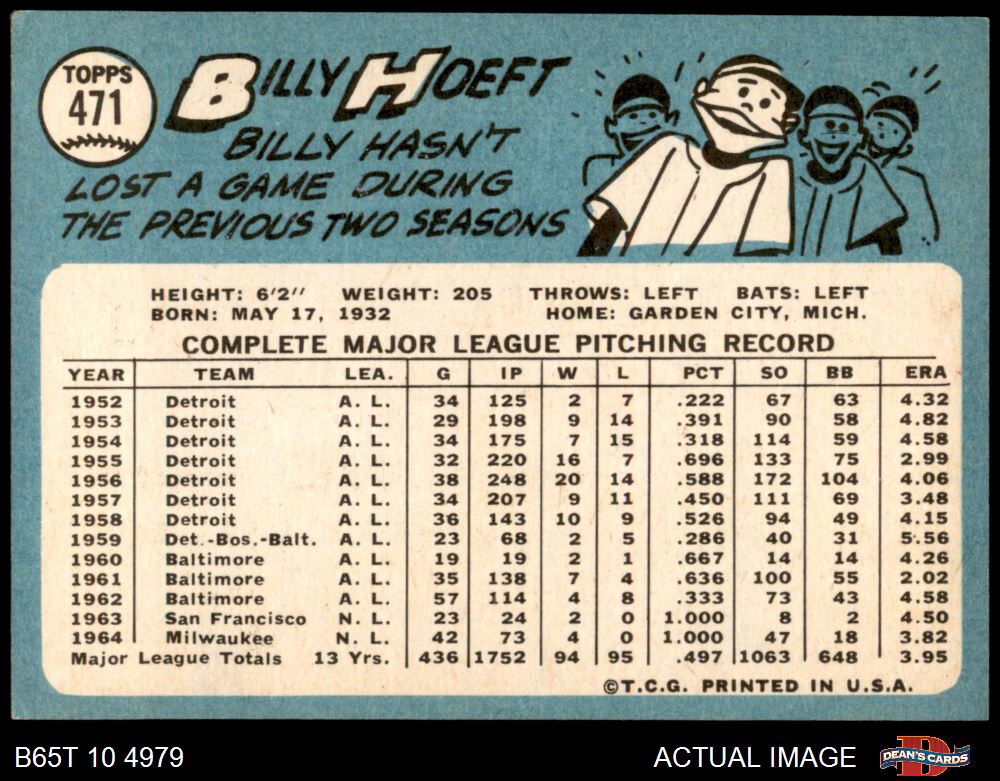 TOPPS
471
BILLY HOEFT
BILLY HASN'T
LOST A GAME DURING
THE PREVIOUS TWO SEASONS
HEIGHT: 6'2" WEIGHT: 205 THROWS: LEFT BATS: LEFT
BORN: MAY 17, 1932 HOME: GARDEN CITY, MICH.
COMPLETE MAJOR LEAGUE PITCHING RECORD
YEAR TEAM LEA. G IP W L PCT SO BB ERA
1952 Detroit A. L. 34 125 2 7 .222 67 63 4.32
1953 Detroit A. L. 29 198 9 14 .391 90 58 4.82
1954 Detroit A. L. 34 175 7 15 .318 114 59 4.58
1955 Detroit A. L. 32 220 16 7 .696 133 75 2.99
1956 Detroit A. L. 38 248 20 14 .588 172 104 4.06
1957 Detroit A. L. 34 207 9 11 .450 111 69 3.48
1958 Detroit A. L. 36 143 10 9 .526 94 49 4.15
1959 Det.-Bos.-Balt. A. L. 23 68 2 5 .286 40 31 5.56
1960 Baltimore A. L. 19 19 2 1 .667 14 14 4.26
1961 Baltimore A. L. 35 138 7 4 .636 100 55 2.02
1962 Baltimore A. L. 57 114 4 8 .333 73 43 4.58
1963 San Francisco N. L. 23 24 2 0 1.000 8 2 4.50
1964 Milwaukee N. L. 42 73 4 0 1.000 47 18 3.82
Major League Totals 13 Yrs. 436 1752 94 95 .497 1063 648 3.95
©T.C.G. PRINTED IN U.S.A.
B65T 10 4979 ACTUAL IMAGE DEAN'S CARDS